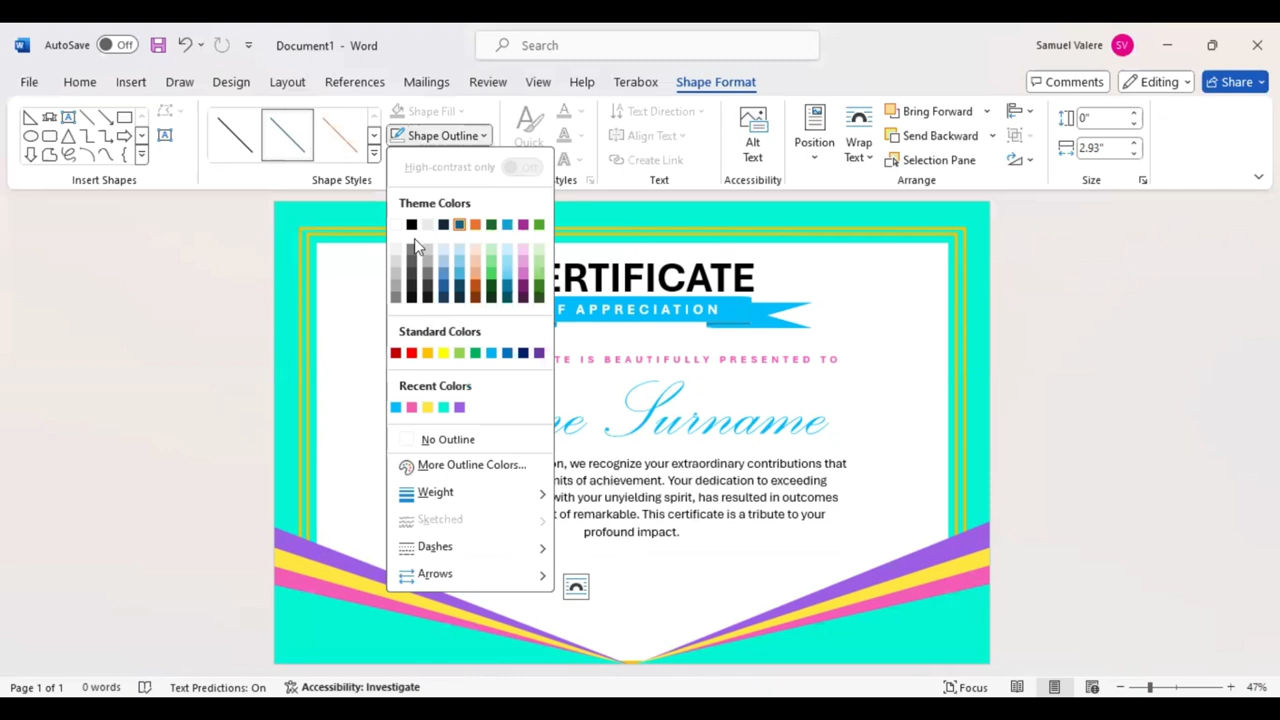 AutoSave Off Document1 - Word Search Samuel Valere SV
File Home Insert Draw Design Layout References Mailings Review View Help Terabox Shape Format Comments Editing Share
Shape Fill
Shape Outline
Quick
Text Direction
Align Text
Create Link
Alt
Text
Position
Wrap
Text
Bring Forward
Send Backward
Selection Pane
0"
2.93"
Insert Shapes Shape Styles Text Accessibility Arrange Size
High-contrast only Off
Theme Colors
Standard Colors
Recent Colors
No Outline
More Outline Colors...
Weight
Sketched
Dashes
Arrows
ERTIFICATE
F APPRECIATION
TE IS BEAUTIFULLY PRESENTED TO
me Surname
n, we recognize your extraordinary contributions that
its of achievement. Your dedication to exceeding
with your unyielding spirit, has resulted in outcomes
t of remarkable. This certificate is a tribute to your
profound impact.
Page 1 of 1 0 words Text Predictions: On Accessibility: Investigate Focus 47%